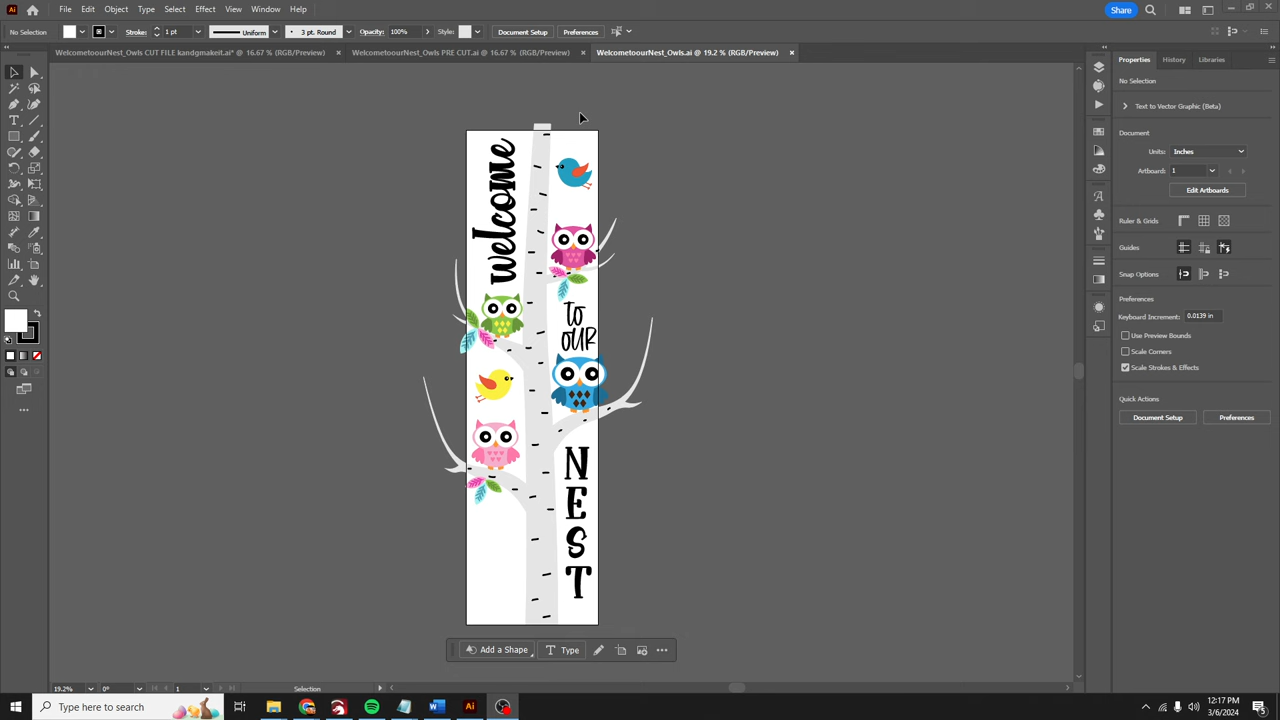 Ai File Edit Object Type Select Effect View Window Help Share
No Selection Stroke: 1 pt Uniform 3 pt. Round Opacity: 100% Style: Document Setup Preferences
WelcometoourNest_Owls CUT FILE kandgmakeit.ai* @ 16.67 % (RGB/Preview) × WelcometoourNest_Owls PRE CUT.ai @ 16.67 % (RGB/Preview) × WelcometoourNest_Owls.ai @ 19.2 % (RGB/Preview) ×
Properties History Libraries
No Selection
Text to Vector Graphic (Beta)
Document
Units: Inches
Artboard: 1
Edit Artboards
Ruler & Grids
Guides
Snap Options
Preferences
Keyboard Increment: 0.0139 in
Use Preview Bounds
Scale Corners
Scale Strokes & Effects
Quick Actions
Document Setup Preferences
welcome
to
OUR
N
E
S
T
Add a Shape Type
19.2% 0° 1 Selection
Type here to search
12:17 PM
3/6/2024